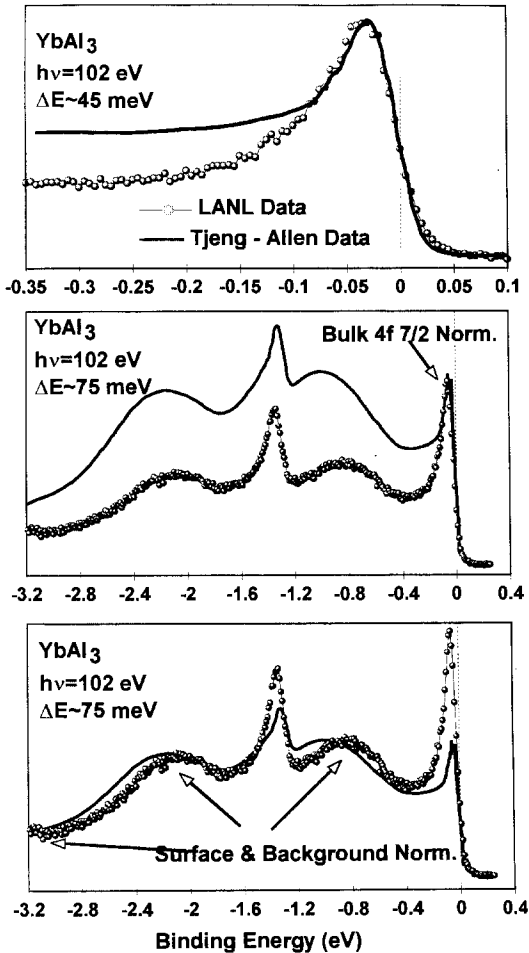 YbAl3
hν=102 eV
ΔE~45 meV
LANL Data
Tjeng - Allen Data
-0.35 -0.3 -0.25 -0.2 -0.15 -0.1 -0.05 0 0.05 0.1
YbAl3
hν=102 eV
ΔE~75 meV
Bulk 4f 7/2 Norm.
-3.2 -2.8 -2.4 -2 -1.6 -1.2 -0.8 -0.4 0
YbAl3
hν=102 eV
ΔE~75 meV
Surface & Background Norm.
-3.2 -2.8 -2.4 -2 -1.6 -1.2 -0.8 -0.4 0
Binding Energy (eV)